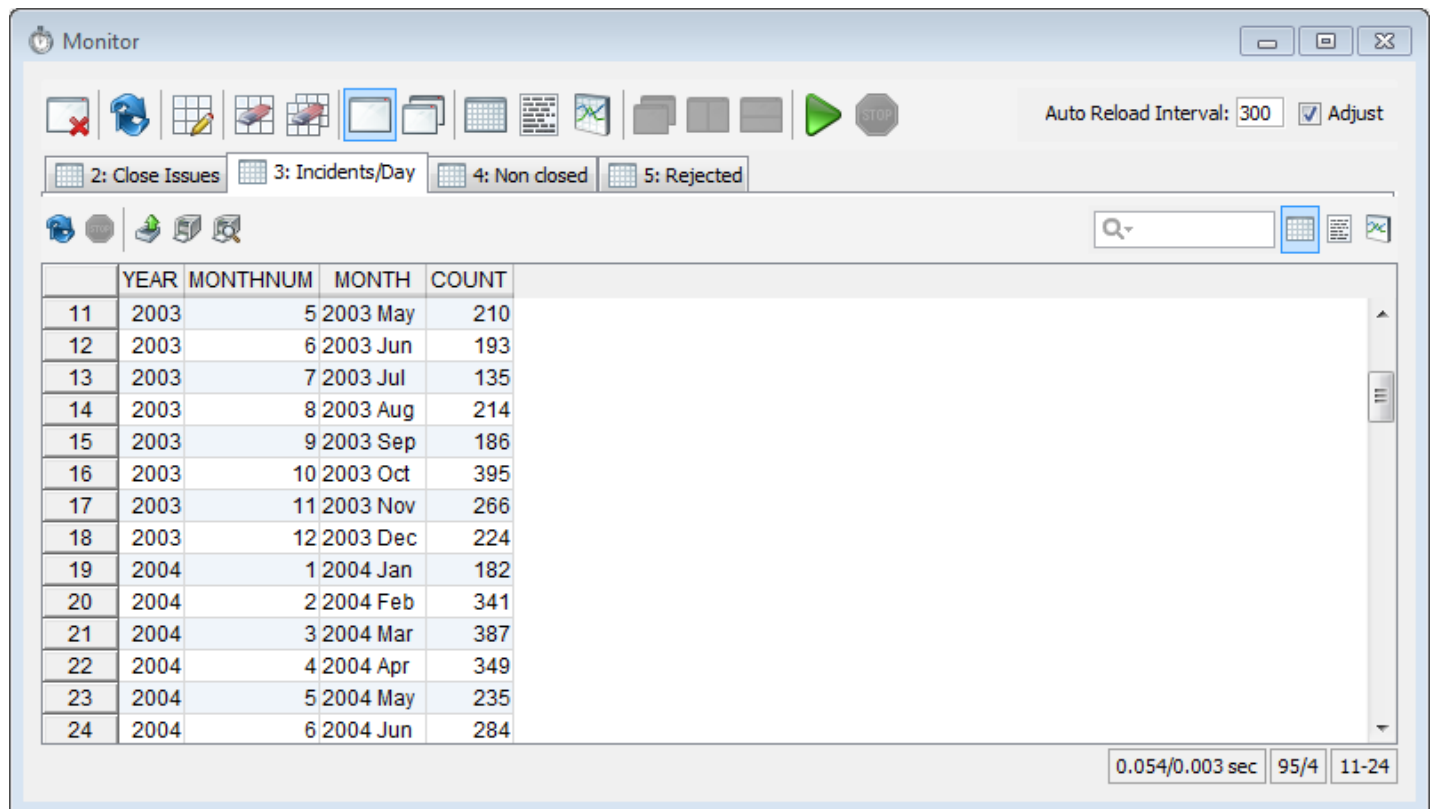 Monitor
STOP Auto Reload Interval: 300 Adjust
2: Close Issues 3: Incidents/Day 4: Non closed 5: Rejected
STOP
YEAR MONTHNUM MONTH COUNT
11 2003 5 2003 May 210
12 2003 6 2003 Jun 193
13 2003 7 2003 Jul 135
14 2003 8 2003 Aug 214
15 2003 9 2003 Sep 186
16 2003 10 2003 Oct 395
17 2003 11 2003 Nov 266
18 2003 12 2003 Dec 224
19 2004 1 2004 Jan 182
20 2004 2 2004 Feb 341
21 2004 3 2004 Mar 387
22 2004 4 2004 Apr 349
23 2004 5 2004 May 235
24 2004 6 2004 Jun 284
0.054/0.003 sec 95/4 11-24